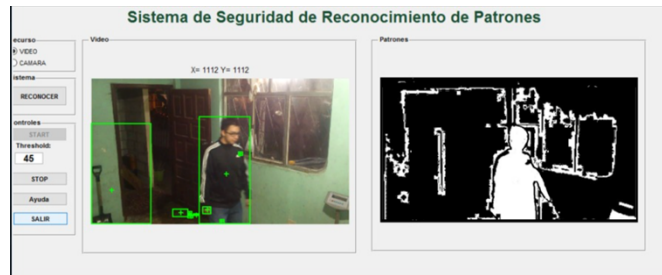 Sistema de Seguridad de Reconocimiento de Patrones
ecurso
VIDEO
CAMARA
istema
RECONOCER
ontroles
START
Threshold:
45
STOP
Ayuda
SALIR
Video
X= 1112 Y= 1112
Patrones